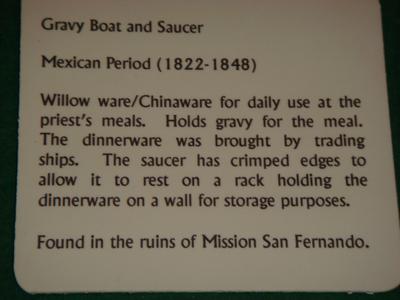 Gravy Boat and Saucer
Mexican Period (1822-1848)
Willow ware/Chinaware for daily use at the
priest's meals. Holds gravy for the meal.
The dinnerware was brought by trading
ships. The saucer has crimped edges to
allow it to rest on a rack holding the
dinnerware on a wall for storage purposes.
Found in the ruins of Mission San Fernando.